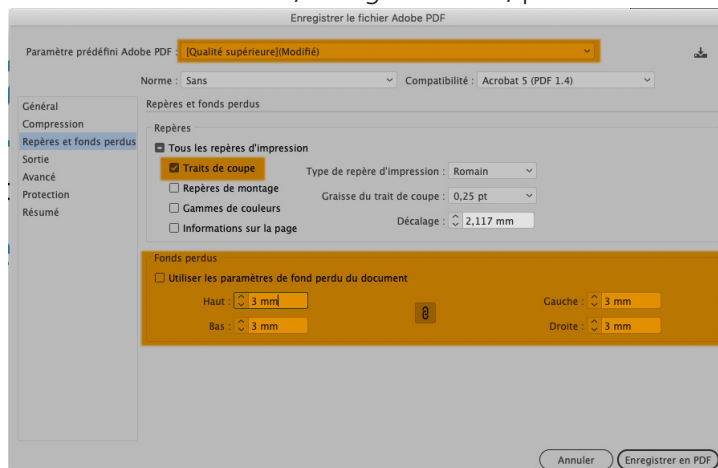 Enregistrer le fichier Adobe PDF
Paramètre prédéfini Adobe PDF : [Qualité supérieure](Modifié)
Norme : Sans Compatibilité : Acrobat 5 (PDF 1.4)
Général
Compression
Repères et fonds perdus
Sortie
Avancé
Protection
Résumé
Repères et fonds perdus
Repères
Tous les repères d'impression
Traits de coupe
Repères de montage
Gammes de couleurs
Informations sur la page
Type de repère d'impression : Romain
Graisse du trait de coupe : 0,25 pt
Décalage : 2,117 mm
Fonds perdus
Utiliser les paramètres de fond perdu du document
Haut : 3 mm Gauche : 3 mm
Bas : 3 mm Droite : 3 mm
Annuler Enregistrer en PDF